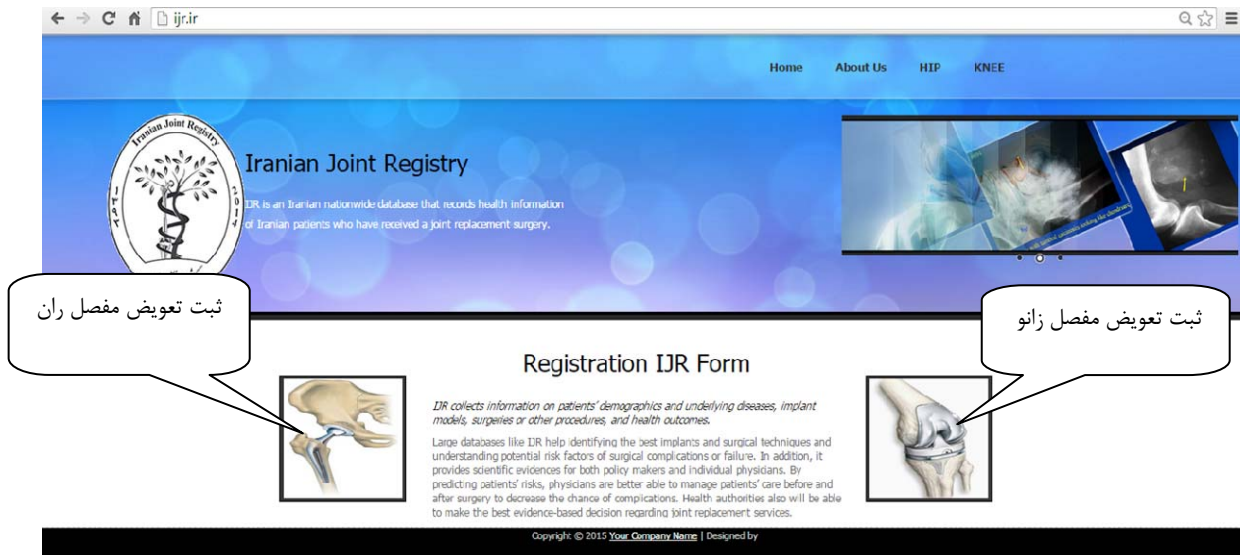 ijr.ir
Home About Us HIP KNEE
Iranian Joint Registry
Iranian Joint Registry
IJR is an Iranian nationwide database that records health information
of Iranian patients who have received a joint replacement surgery.
ثبت تعویض مفصل ران
ثبت تعویض مفصل زانو
Registration IJR Form
IJR collects information on patients' demographics and underlying diseases, implant
models, surgeries or other procedures, and health outcomes.
Large databases like IJR help identifying the best implants and surgical techniques and
understanding potential risk factors of surgical complications or failure. In addition, it
provides scientific evidences for both policy makers and individual physicians. By
predicting patients' risks, physicians are better able to manage patients' care before and
after surgery to decrease the chance of complications. Health authorities also will be able
to make the best evidence-based decision regarding joint replacement services.
Copyright © 2015 Your Company Name | Designed by